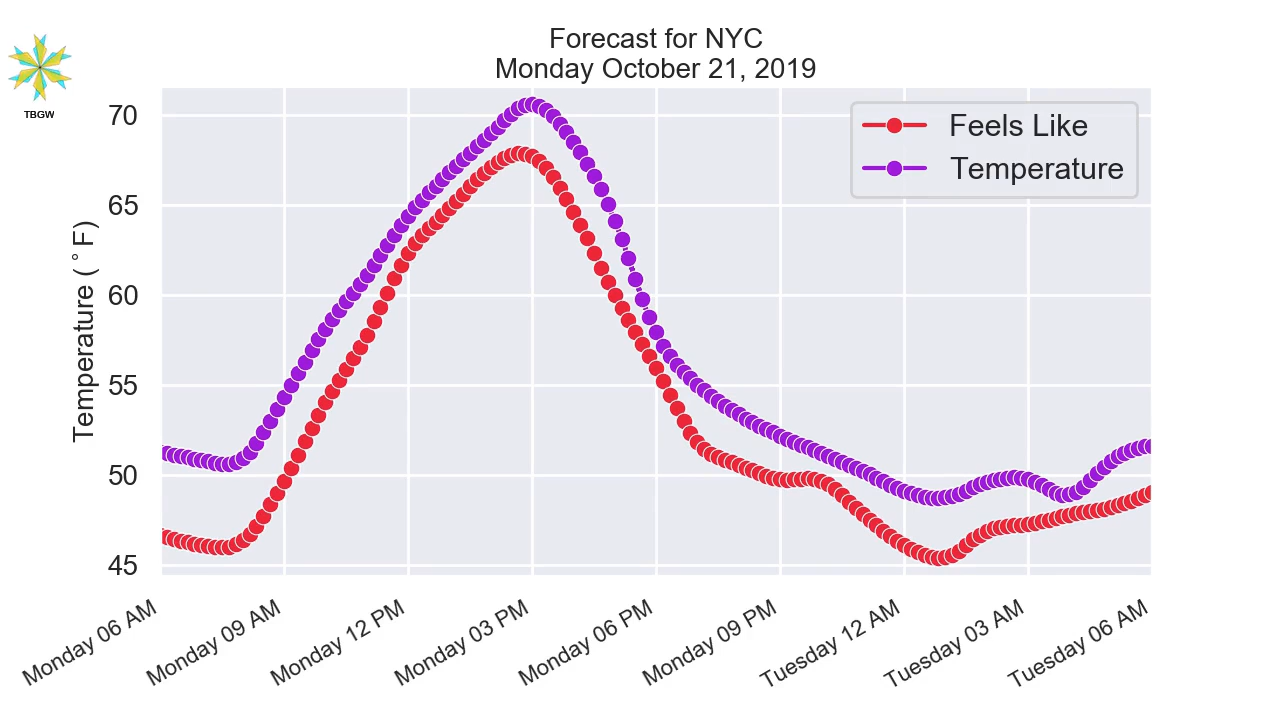 Forecast for NYC
Monday October 21, 2019
TBGW
Feels Like
Temperature
Temperature (°F)
70
65
60
55
50
45
Monday 06 AM
Monday 09 AM
Monday 12 PM
Monday 03 PM
Monday 06 PM
Monday 09 PM
Tuesday 12 AM
Tuesday 03 AM
Tuesday 06 AM